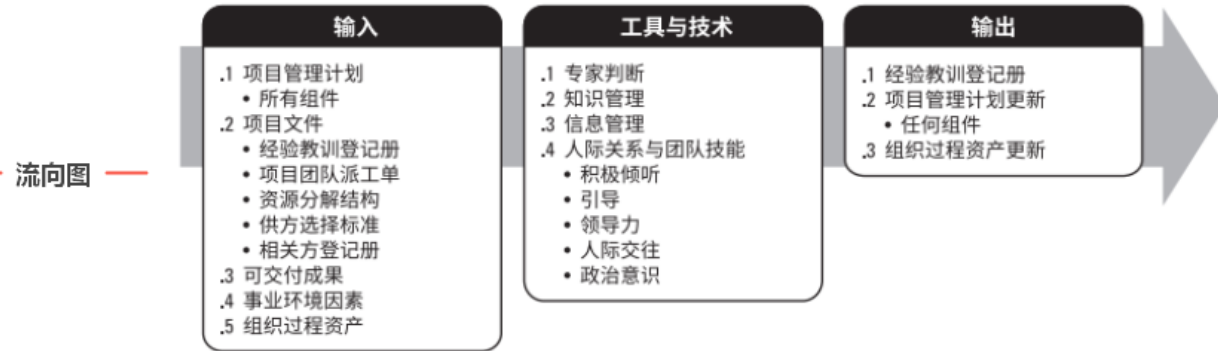 流向图
输入
.1 项目管理计划
• 所有组件
.2 项目文件
• 经验教训登记册
• 项目团队派工单
• 资源分解结构
• 供方选择标准
• 相关方登记册
.3 可交付成果
.4 事业环境因素
.5 组织过程资产
工具与技术
.1 专家判断
.2 知识管理
.3 信息管理
.4 人际关系与团队技能
• 积极倾听
• 引导
• 领导力
• 人际交往
• 政治意识
输出
.1 经验教训登记册
.2 项目管理计划更新
• 任何组件
.3 组织过程资产更新